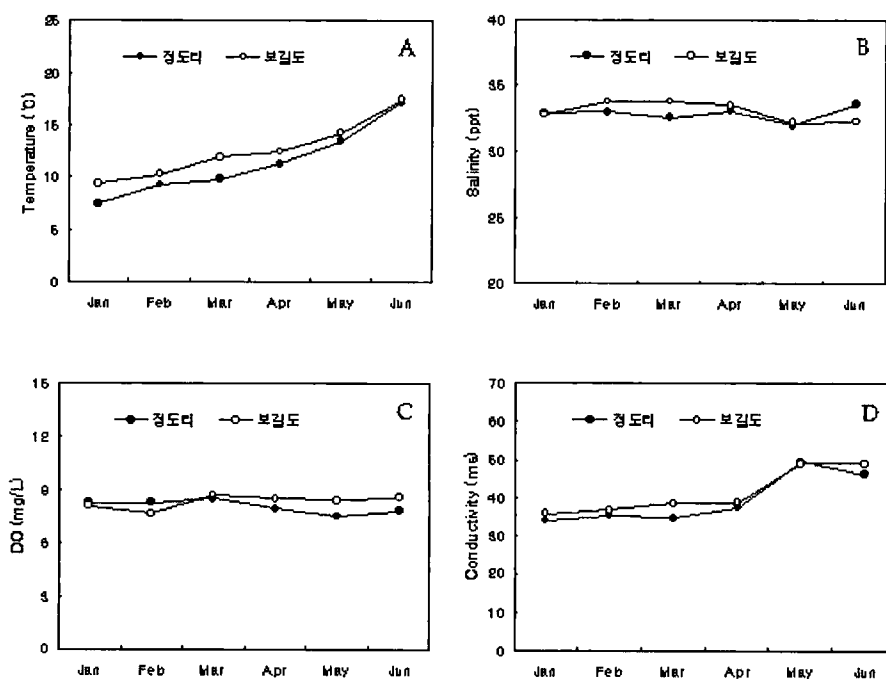 25
20
15
10
5
0
Temperature (℃)
정도리 보길도
A
Jan Feb Mar Apr May Jun
40
35
30
25
20
Salinity (ppt)
정도리 보길도
B
Jan Feb Mar Apr May Jun
15
12
9
6
3
0
DO (mg/L)
정도리 보길도
C
Jan Feb Mar Apr May Jun
70
60
50
40
30
20
10
0
Conductivity (ms)
정도리 보길도
D
Jan Feb Mar Apr May Jun